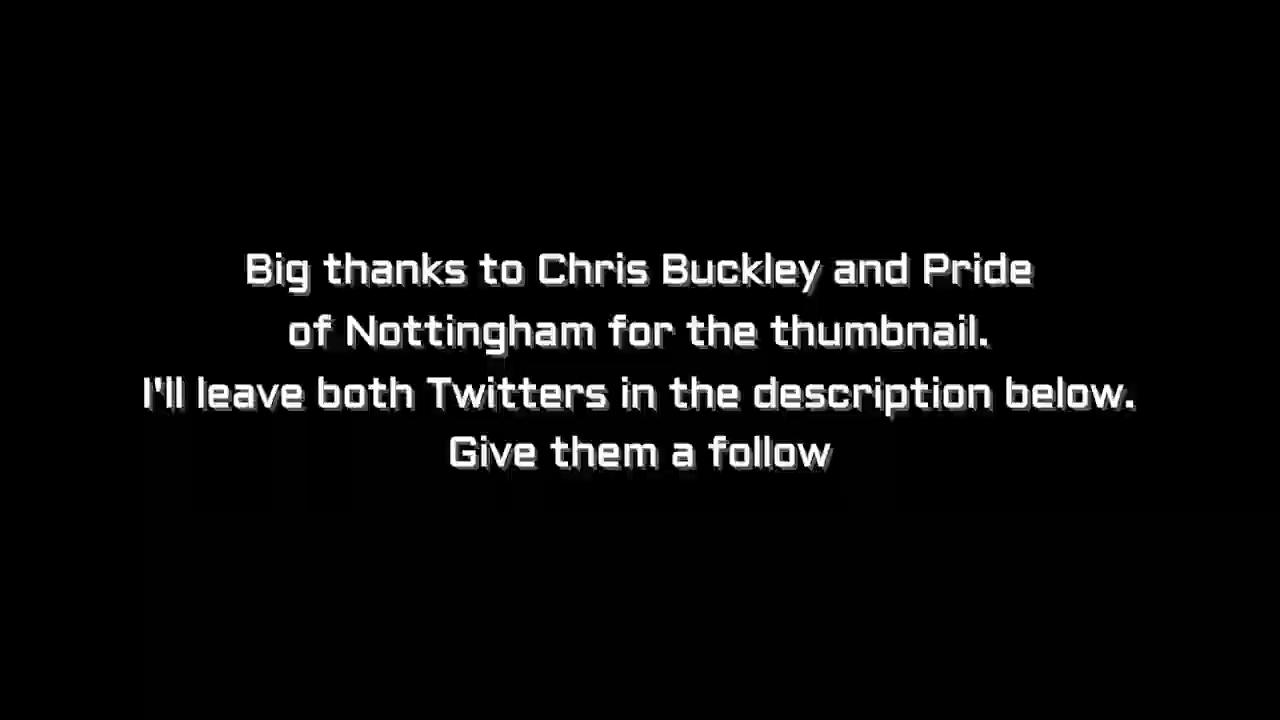 Big thanks to Chris Buckley and Pride
of Nottingham for the thumbnail.
I'll leave both Twitters in the description below.
Give them a follow